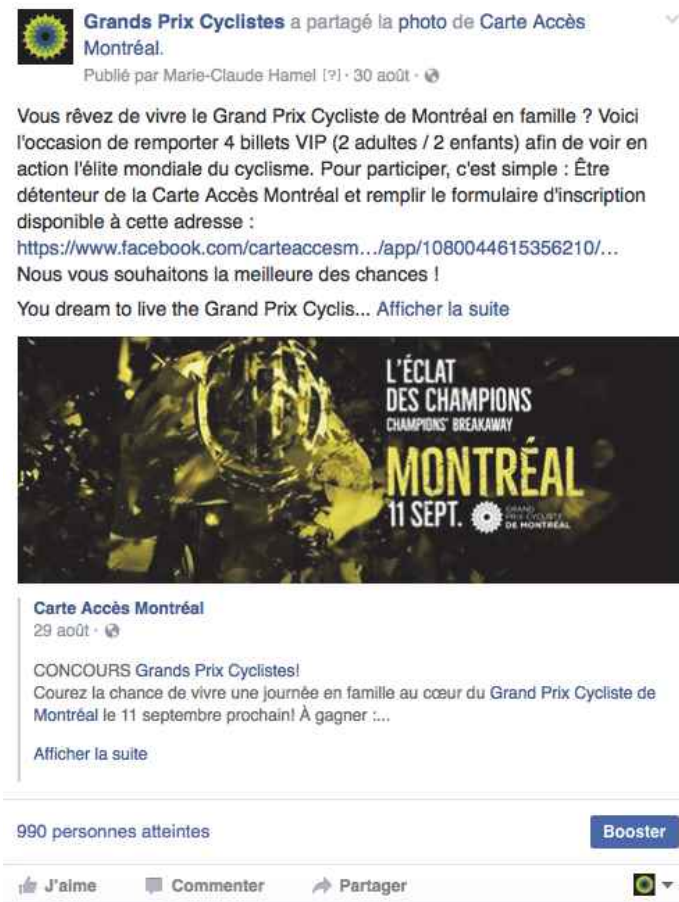 Grands Prix Cyclistes a partagé la photo de Carte Accès
Montréal.
Publié par Marie-Claude Hamel [?] · 30 août ·
Vous rêvez de vivre le Grand Prix Cycliste de Montréal en famille ? Voici
l'occasion de remporter 4 billets VIP (2 adultes / 2 enfants) afin de voir en
action l'élite mondiale du cyclisme. Pour participer, c'est simple : Être
détenteur de la Carte Accès Montréal et remplir le formulaire d'inscription
disponible à cette adresse :
https://www.facebook.com/carteaccesm…/app/1080044615356210/…
Nous vous souhaitons la meilleure des chances !
You dream to live the Grand Prix Cyclis... Afficher la suite
L'ÉCLAT
DES CHAMPIONS
CHAMPIONS' BREAKAWAY
MONTRÉAL
11 SEPT.
GRAND
PRIX CYCLISTE
DE MONTRÉAL
Carte Accès Montréal
29 août ·
CONCOURS Grands Prix Cyclistes!
Courez la chance de vivre une journée en famille au cœur du Grand Prix Cycliste de
Montréal le 11 septembre prochain! À gagner :...
Afficher la suite
990 personnes atteintes
Booster
J'aime Commenter Partager